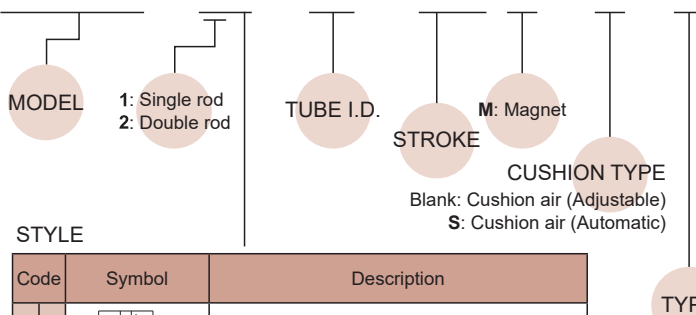 MODEL
1: Single rod
2: Double rod
TUBE I.D.
STROKE
M: Magnet
CUSHION TYPE
Blank: Cushion air (Adjustable)
S: Cushion air (Automatic)
STYLE
Code Symbol Description